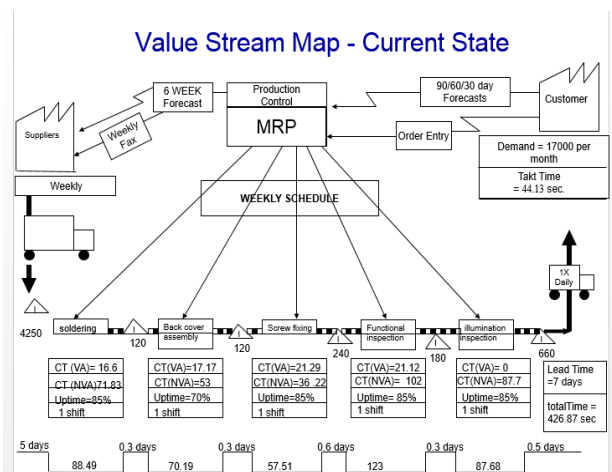 Value Stream Map - Current State
6 WEEK
Forecast
Production
Control
MRP
90/60/30 day
Forecasts
Customer
Suppliers
Weekly
Fax
Order Entry
Demand = 17000 per
month
Takt Time
= 44.13 sec.
Weekly
WEEKLY SCHEDULE
1X
Daily
I
I
I
I
I
I
4250
soldering
120
Back cover
assembly
120
Screw fixing
240
Functional
inspection
180
illumination
inspection
660
CT (VA)= 16.6
CT (NVA)71.83
Uptime=85%
1 shift
CT(VA)=17.17
CT(NVA)=53
Uptime=70%
1 shift
CT(VA)=21.29
CT(NVA)=36 .22
Uptime=85%
1 shift
CT(VA)=21.12
CT(NVA)= 102
Uptime= 85%
1 shift
CT(VA)= 0
CT(NVA)=87.7
Uptime=85%
1 shift
Lead Time
=7 days
totalTime =
426.87 sec
5 days
0.3 days
0.3 days
0.6 days
0.3 days
0.5 days
88.49
70.19
57.51
123
87.68